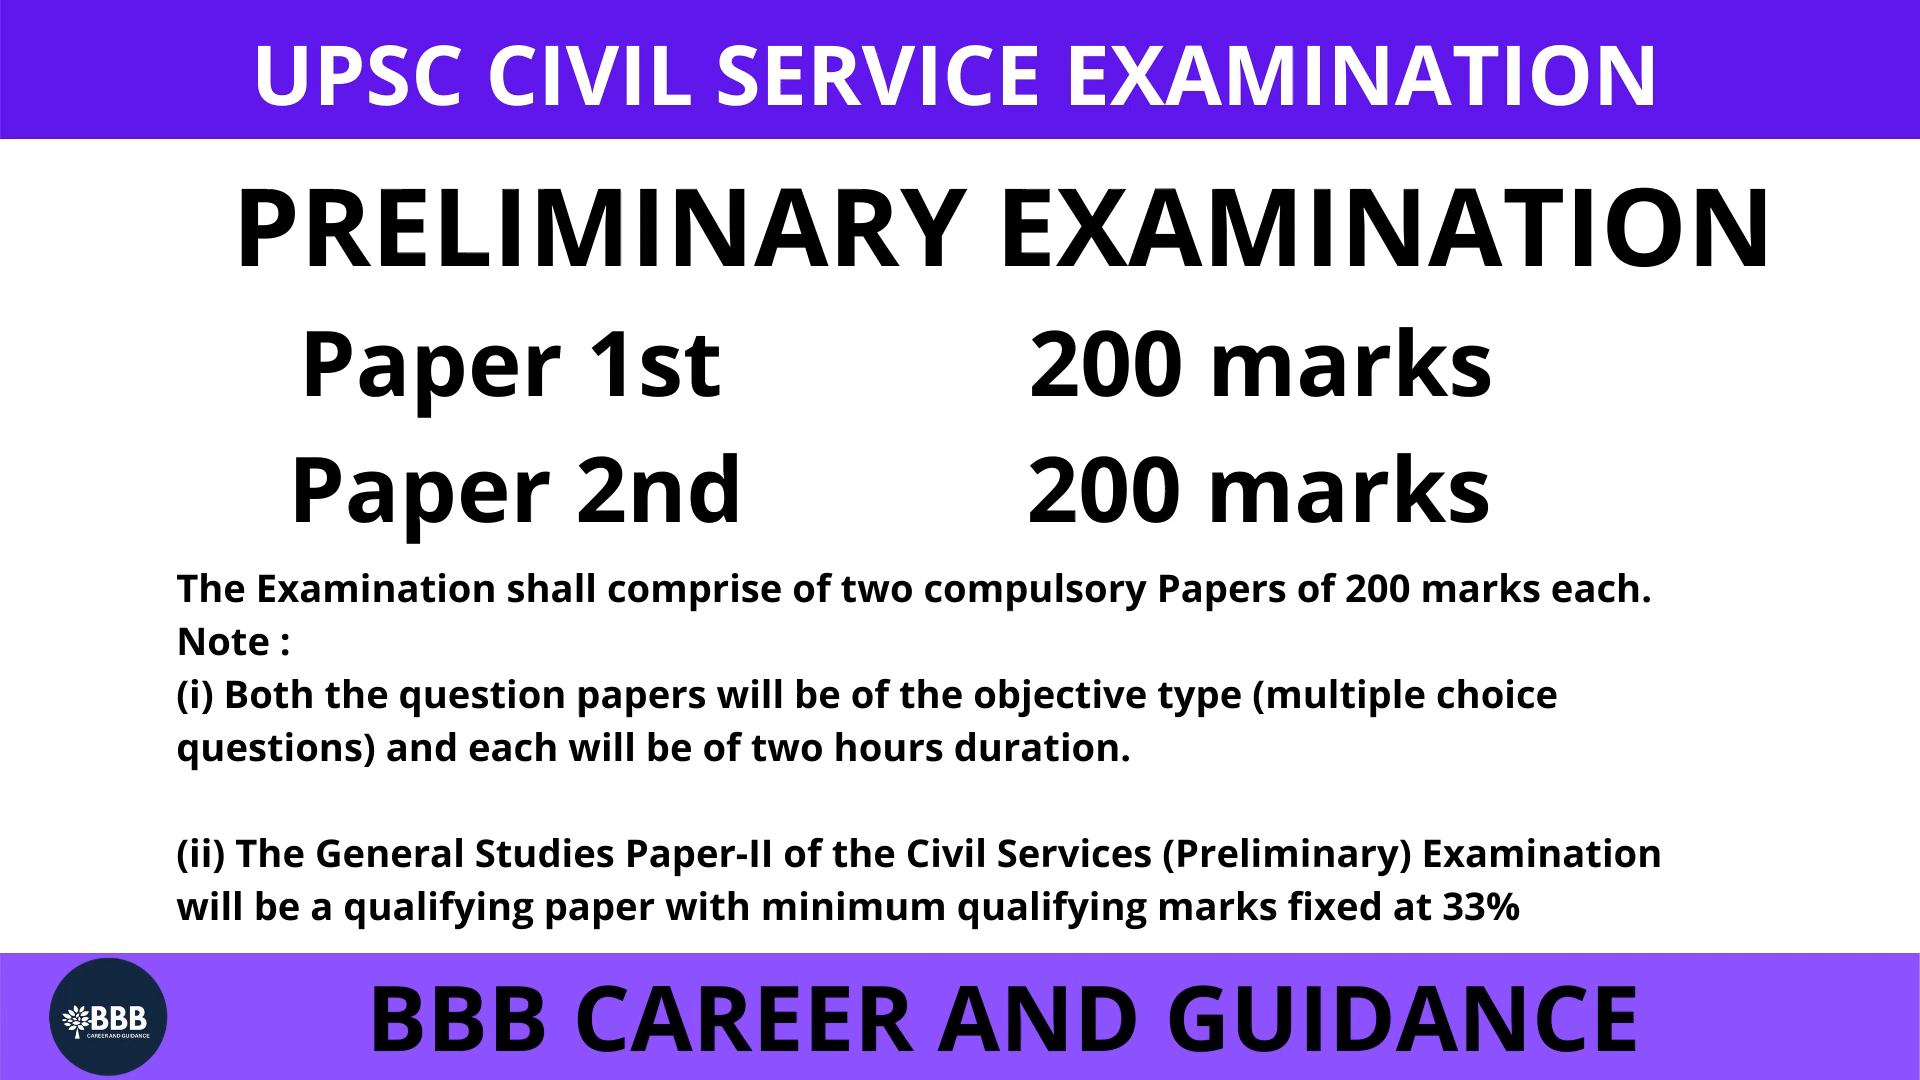 UPSC CIVIL SERVICE EXAMINATION
PRELIMINARY EXAMINATION
Paper 1st 200 marks
Paper 2nd 200 marks
The Examination shall comprise of two compulsory Papers of 200 marks each.
Note :
(i) Both the question papers will be of the objective type (multiple choice
questions) and each will be of two hours duration.
(ii) The General Studies Paper-II of the Civil Services (Preliminary) Examination
will be a qualifying paper with minimum qualifying marks fixed at 33%
BBB
CAREER AND GUIDANCE
BBB CAREER AND GUIDANCE